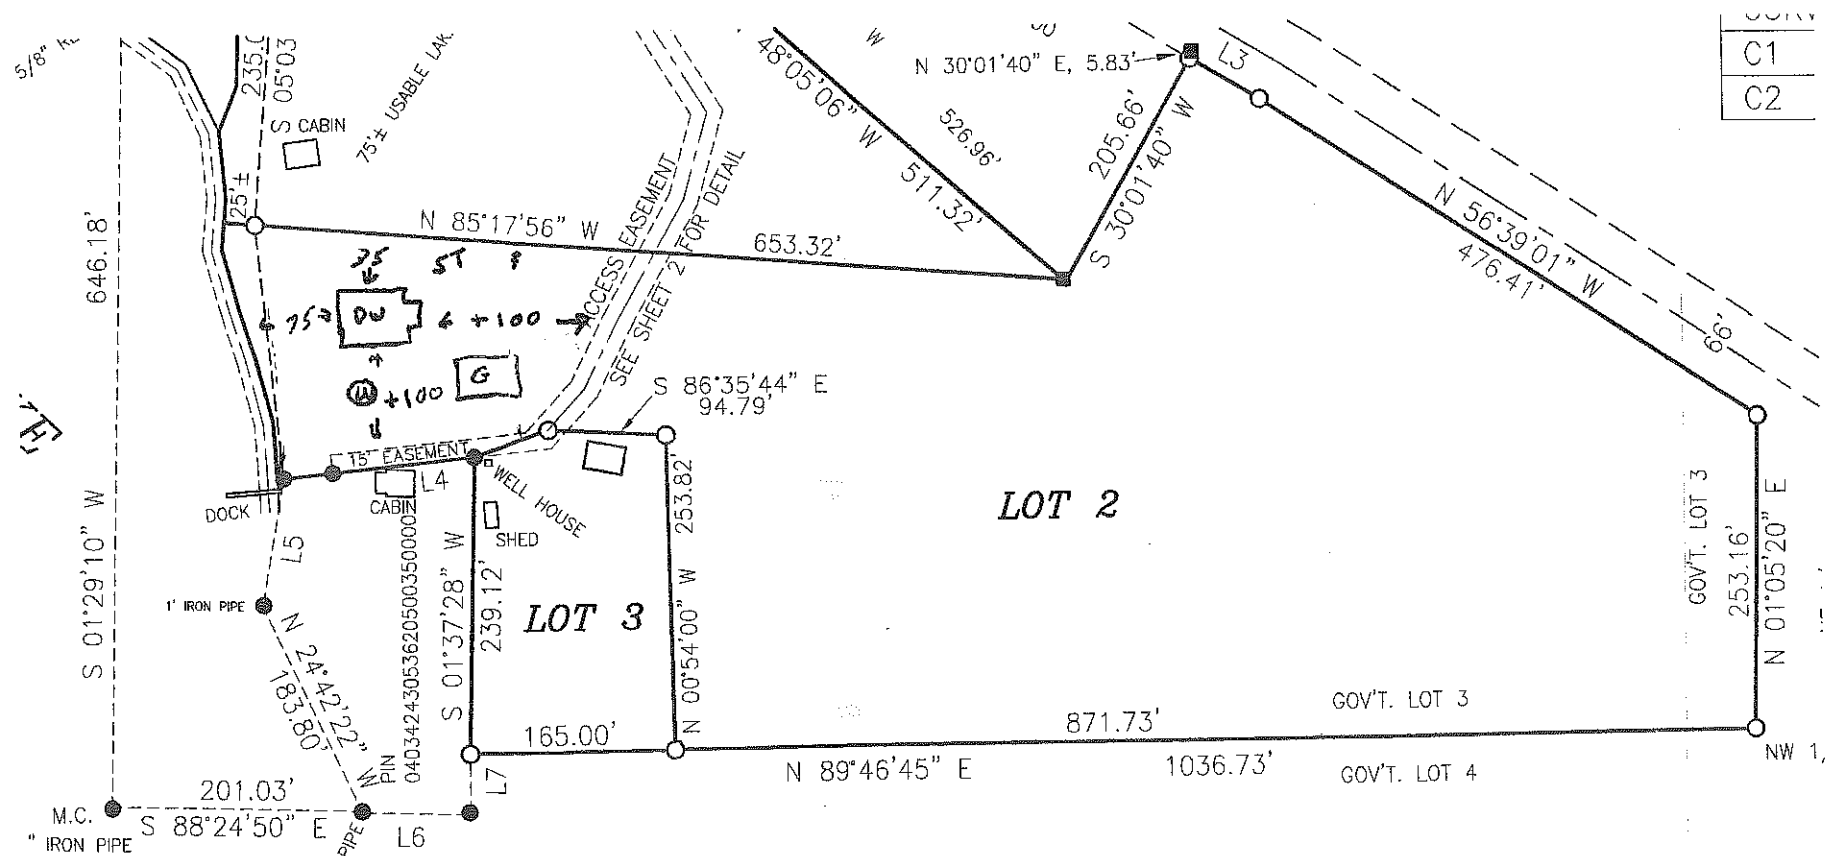 C1
C2
5/8"
235.0
05°03
S CABIN
75'± USABLE LAK.
25'±
W
48°05'06" W
511.32'
526.96'
N 30°01'40" E, 5.83'
L3
205.66'
S 30°01'40" W
N 56°39'01" W
476.41'
66'
ACCESS EASEMENT
SEE SHEET 2 FOR DETAIL
N 85°17'56" W
653.32'
646.18'
S 01°29'10" W
35
ST
75
DW
+100
W
+100
G
S 86°35'44" E
94.79'
15' EASEMENT
L4
CABIN
DOCK
WELL HOUSE
SHED
L5
1' IRON PIPE
N 24°42'22" W
183.80'
PIN
040342430536205003500000
S 01°37'28" W
239.12'
LOT 3
253.82'
N 00°54'00" W
LOT 2
GOV'T. LOT 3
253.16'
N 01°05'20" E
165.00'
L7
871.73'
GOV'T. LOT 3
N 89°46'45" E
1036.73'
GOV'T. LOT 4
NW 1,
M.C.
" IRON PIPE
201.03'
S 88°24'50" E
PIPE
L6